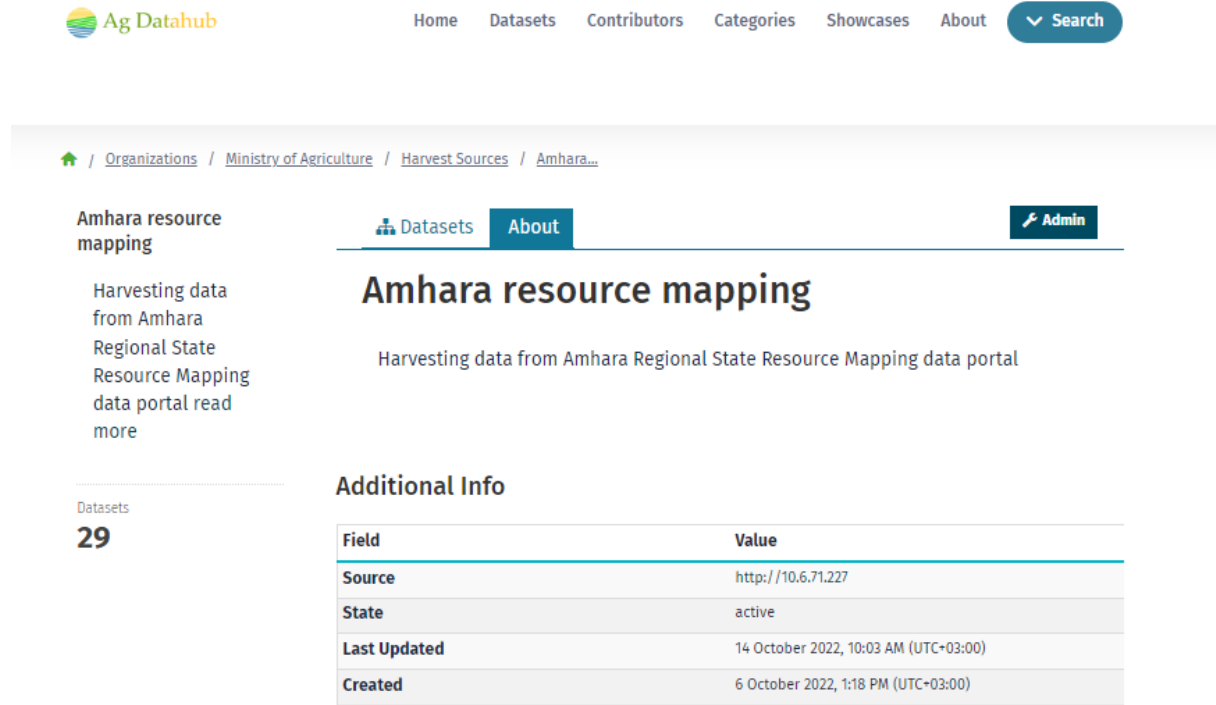 Ag Datahub
Home Datasets Contributors Categories Showcases About Search
/ Organizations / Ministry of Agriculture / Harvest Sources / Amhara...
Amhara resource
mapping
Harvesting data
from Amhara
Regional State
Resource Mapping
data portal read
more
Datasets
29
Datasets About Admin
Amhara resource mapping
Harvesting data from Amhara Regional State Resource Mapping data portal
Additional Info
Field Value
Source http://10.6.71.227
State active
Last Updated 14 October 2022, 10:03 AM (UTC+03:00)
Created 6 October 2022, 1:18 PM (UTC+03:00)